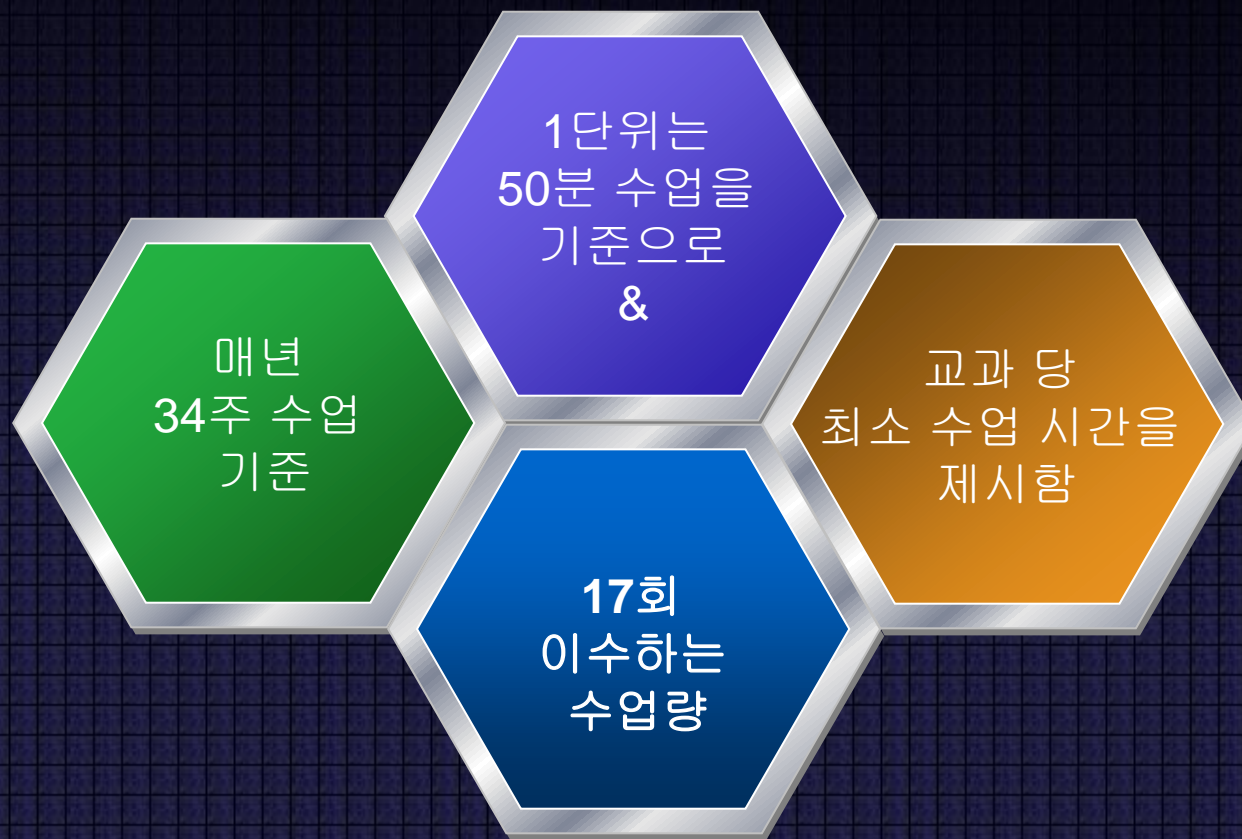 1단위는
50분 수업을
기준으로
&
매년
34주 수업
기준
교과 당
최소 수업 시간을
제시함
17회
이수하는
수업량